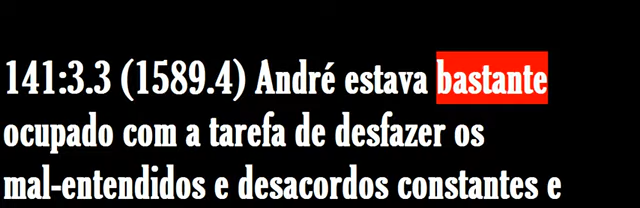 141:3.3 (1589.4) André estava bastante
ocupado com a tarefa de desfazer os
mal-entendidos e desacordos constantes e